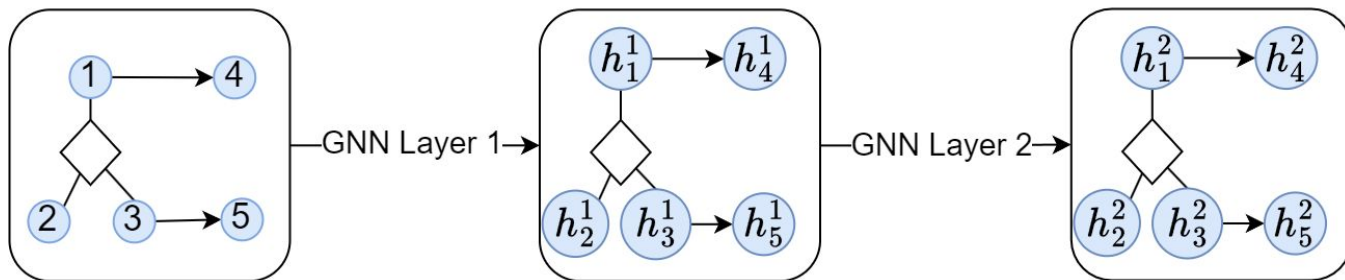 1 4 h_1^1 h_4^1 h_1^2 h_4^2
GNN Layer 1 GNN Layer 2
2 3 5 h_2^1 h_3^1 h_5^1 h_2^2 h_3^2 h_5^2